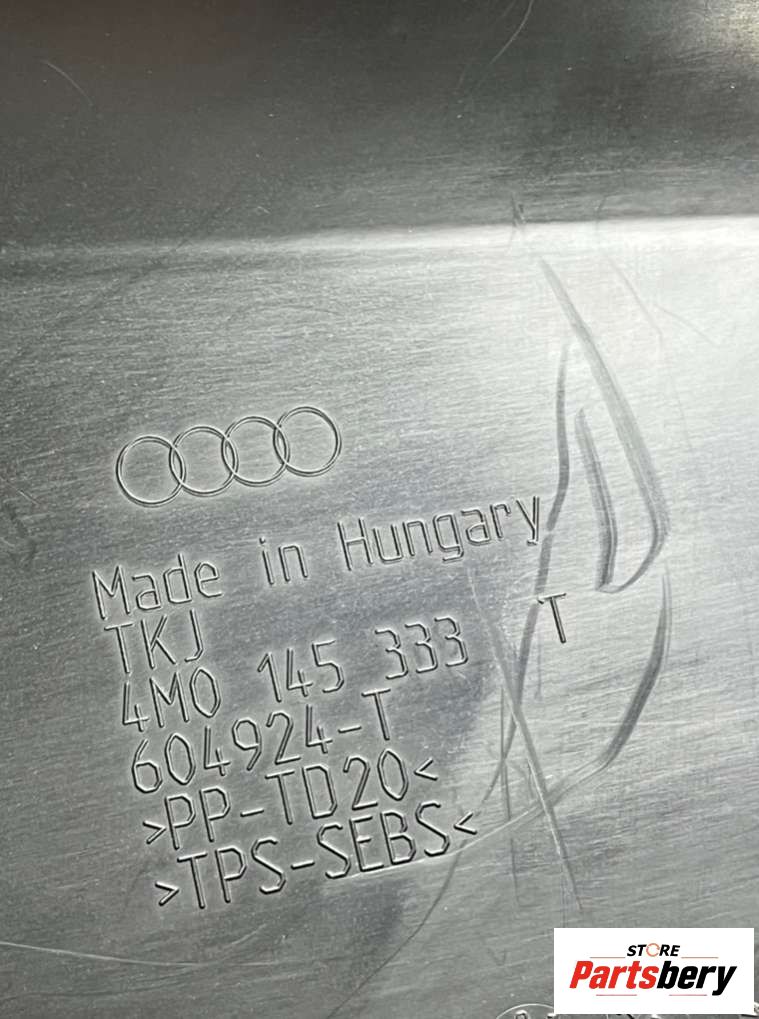 Made in Hungary
TKJ
4M0 145 333 T
604924-T
>PP-TD20<
>TPS-SEBS<
STORE
Partsbery